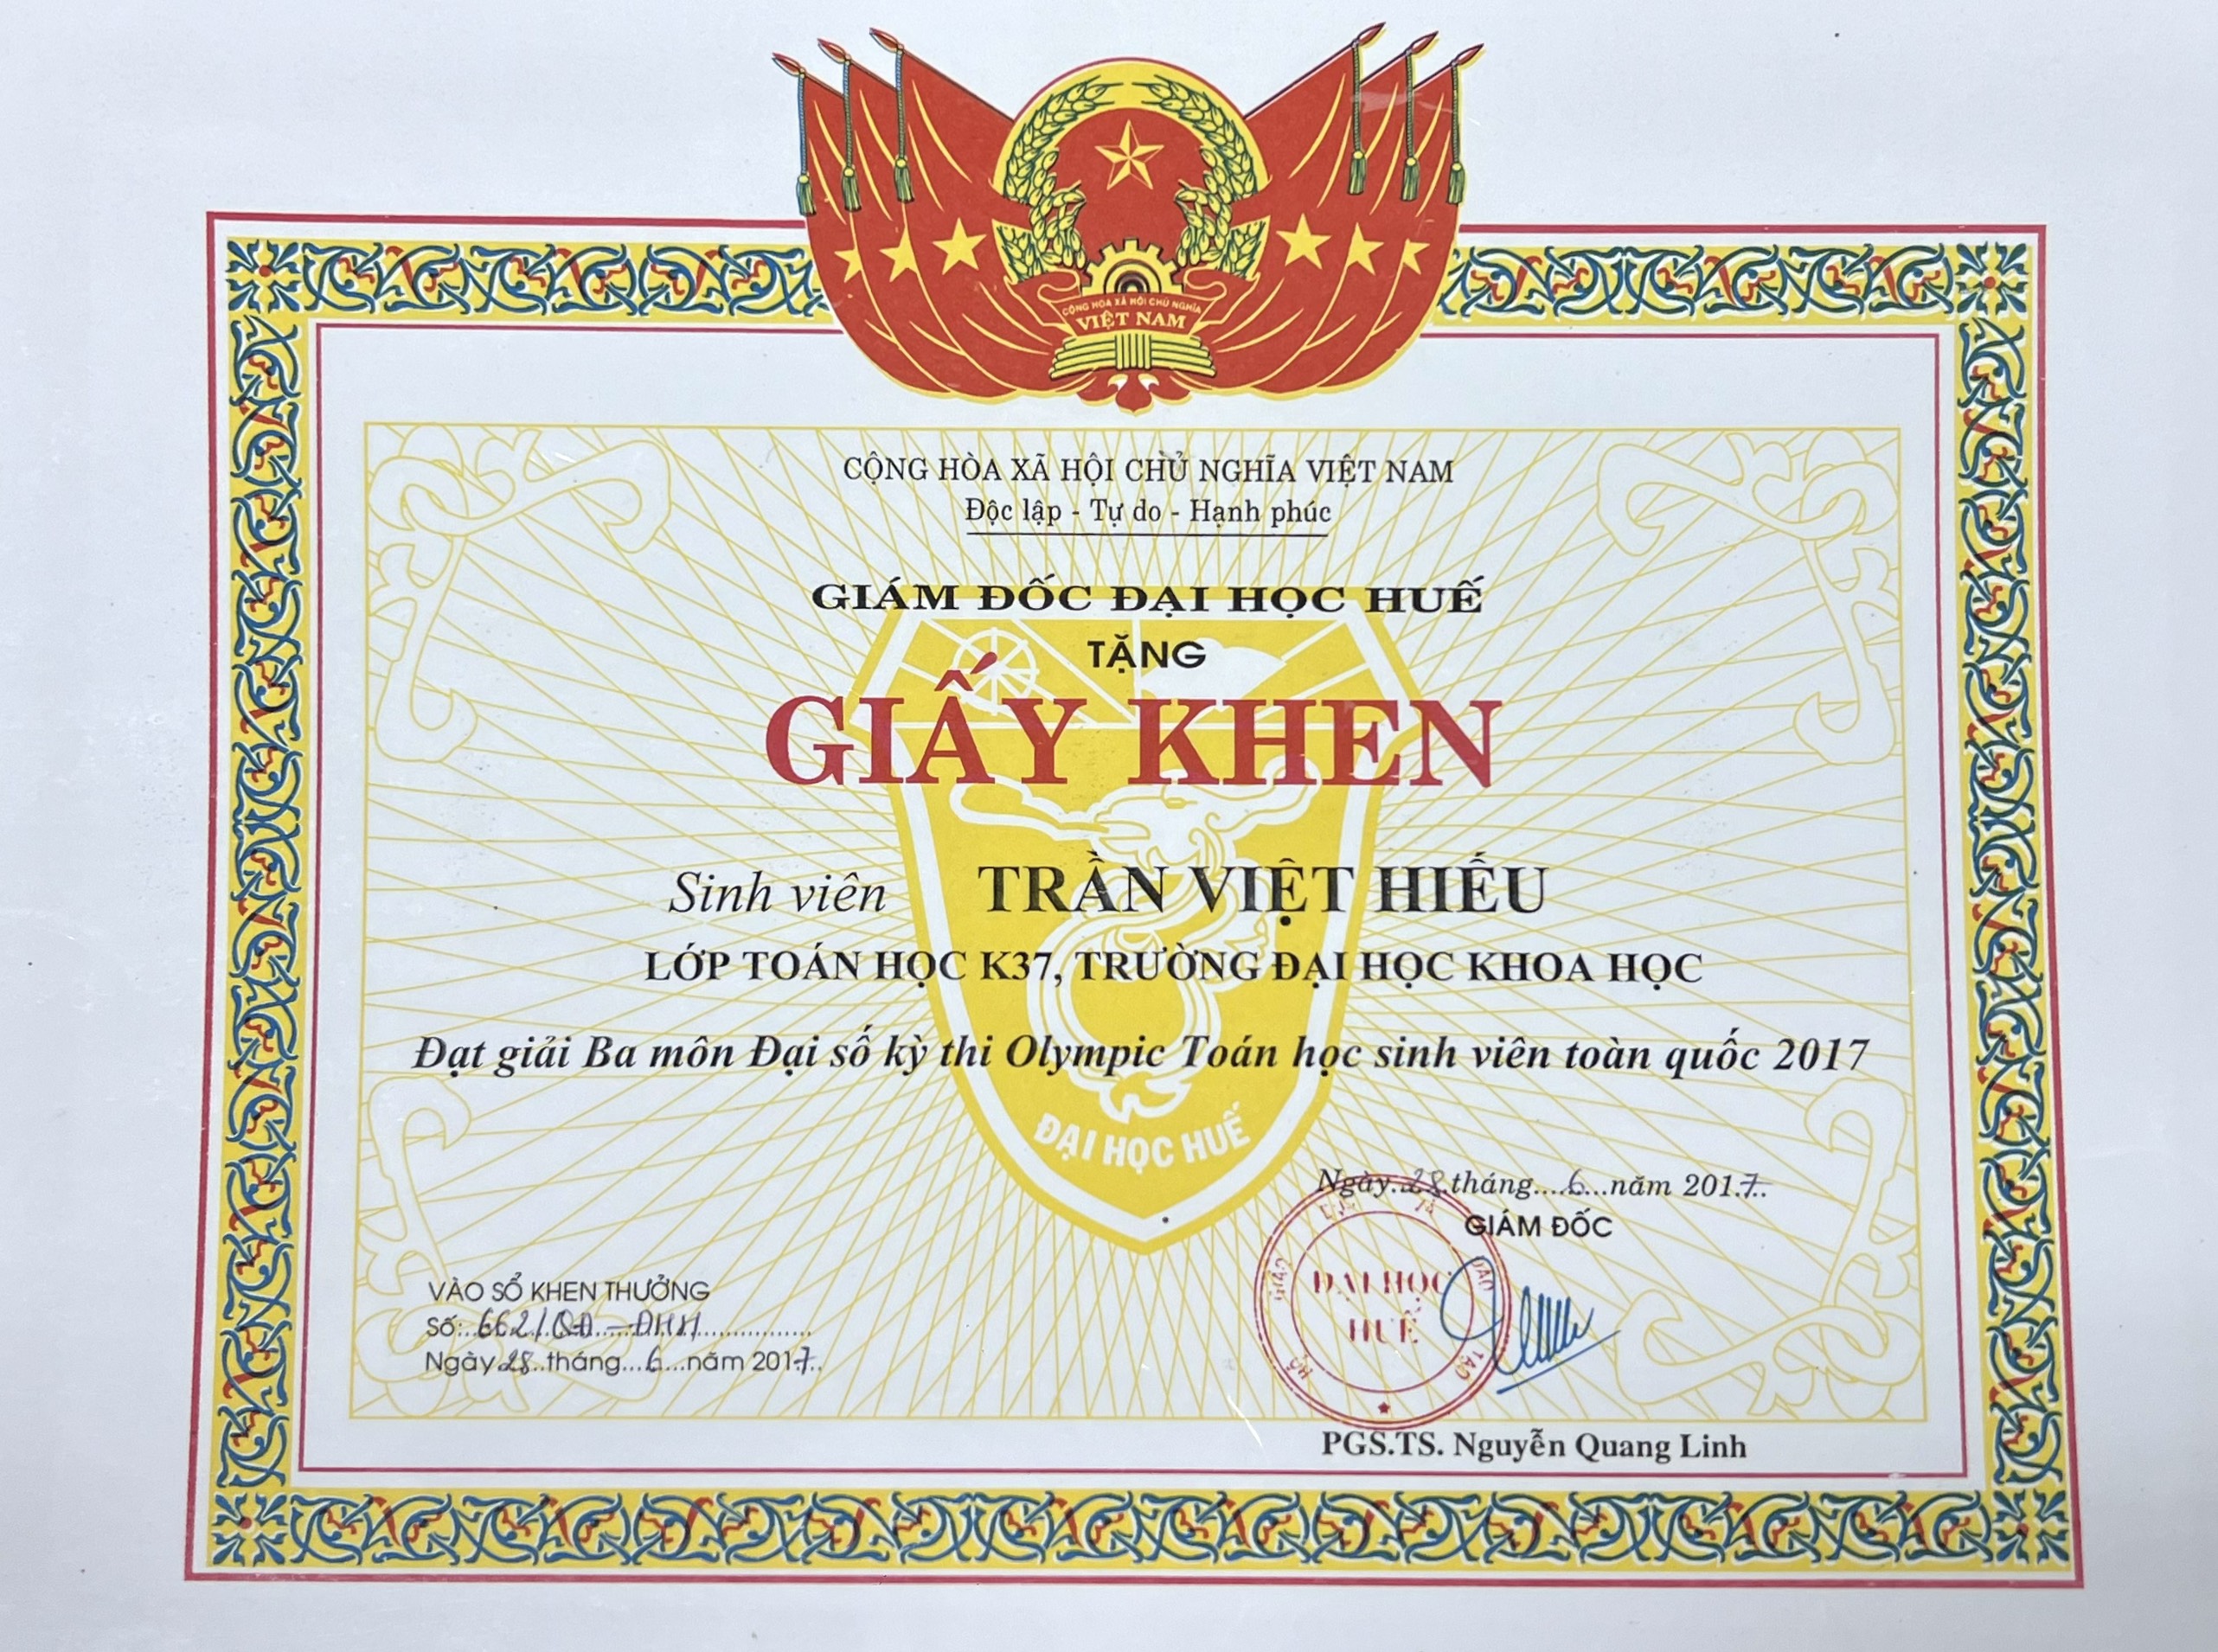 CỘNG HÒA XÃ HỘI CHỦ NGHĨA
VIỆT NAM
CỘNG HÒA XÃ HỘI CHỦ NGHĨA VIỆT NAM
Độc lập - Tự do - Hạnh phúc
GIÁM ĐỐC ĐẠI HỌC HUẾ
TẶNG
GIẤY KHEN
Sinh viên TRẦN VIỆT HIẾU
LỚP TOÁN HỌC K37, TRƯỜNG ĐẠI HỌC KHOA HỌC
Đạt giải Ba môn Đại số kỳ thi Olympic Toán học sinh viên toàn quốc 2017
ĐẠI HỌC HUẾ
Ngày..28.tháng....6...năm 201.7..
GIÁM ĐỐC
ĐẠI HỌC
HUẾ
VÀO SỔ KHEN THƯỞNG
Số:..662/QĐ-ĐHH
Ngày.28..tháng...6...năm 2017..
PGS.TS. Nguyễn Quang Linh